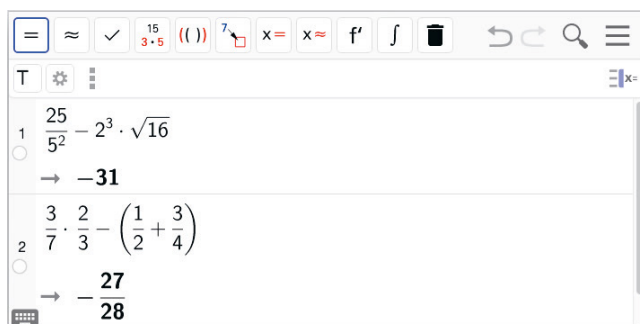 = ≈ ✓ 15 3·5 (( )) 7 x= x≈ f′ ∫
T x=
1 25/5² − 2³ · √16
→ −31
2 3/7 · 2/3 − (1/2 + 3/4)
→ −27/28